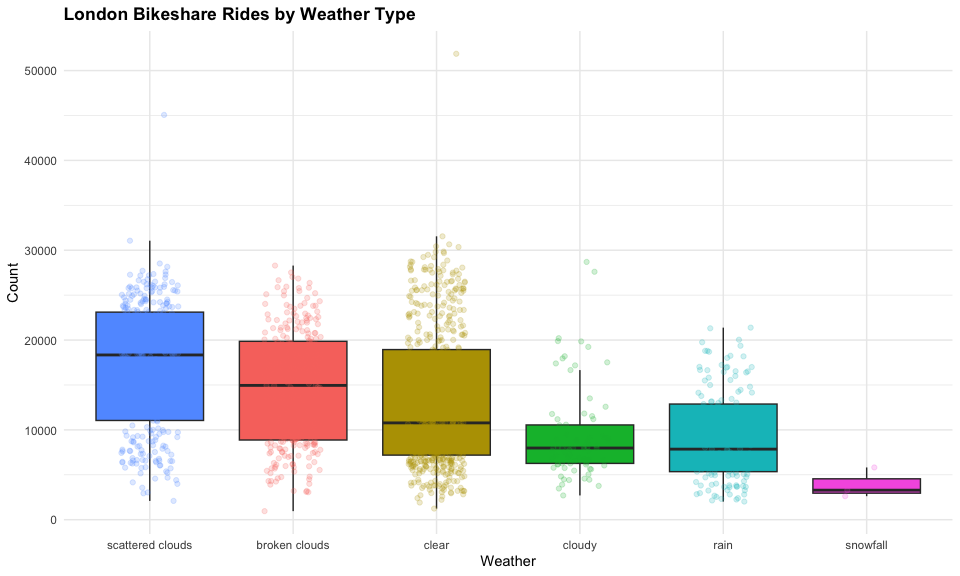 London Bikeshare Rides by Weather Type
Count
50000
40000
30000
20000
10000
0
scattered clouds broken clouds clear cloudy rain snowfall
Weather